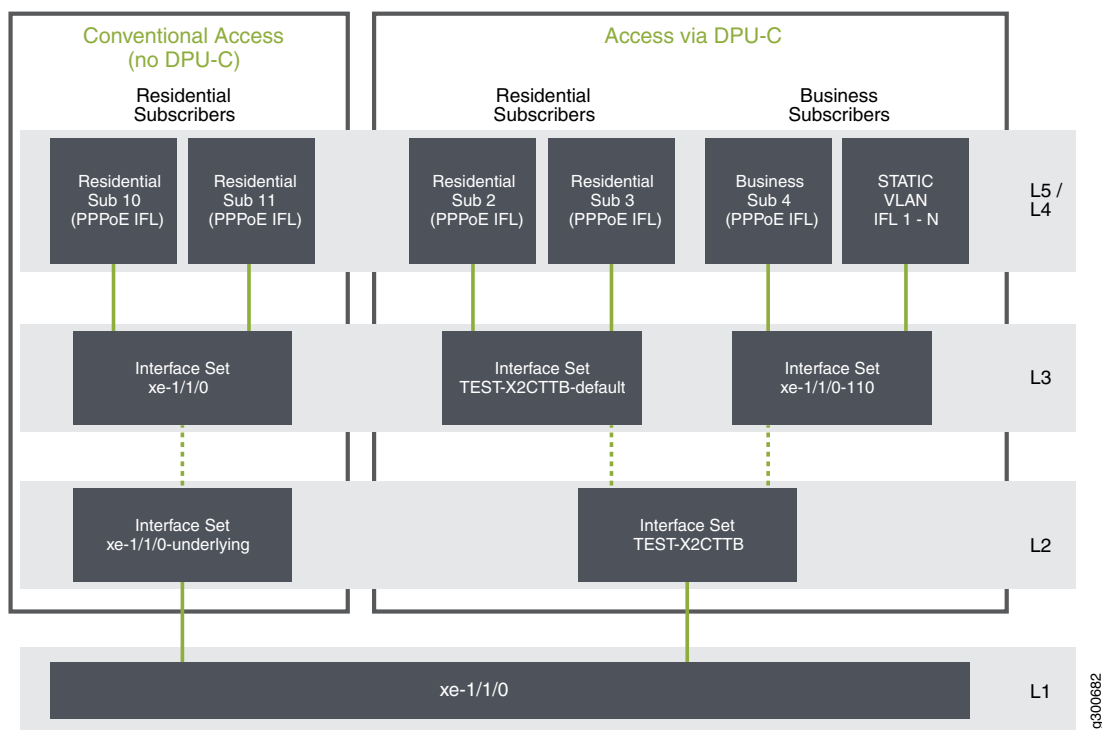 Conventional Access
(no DPU-C)
Access via DPU-C
Residential
Subscribers
Residential
Subscribers
Business
Subscribers
Residential
Sub 10
(PPPoE IFL)
Residential
Sub 11
(PPPoE IFL)
Residential
Sub 2
(PPPoE IFL)
Residential
Sub 3
(PPPoE IFL)
Business
Sub 4
(PPPoE IFL)
STATIC
VLAN
IFL 1 - N
L5 /
L4
Interface Set
xe-1/1/0
Interface Set
TEST-X2CTTB-default
Interface Set
xe-1/1/0-110
L3
Interface Set
xe-1/1/0-underlying
Interface Set
TEST-X2CTTB
L2
xe-1/1/0
L1
g300682